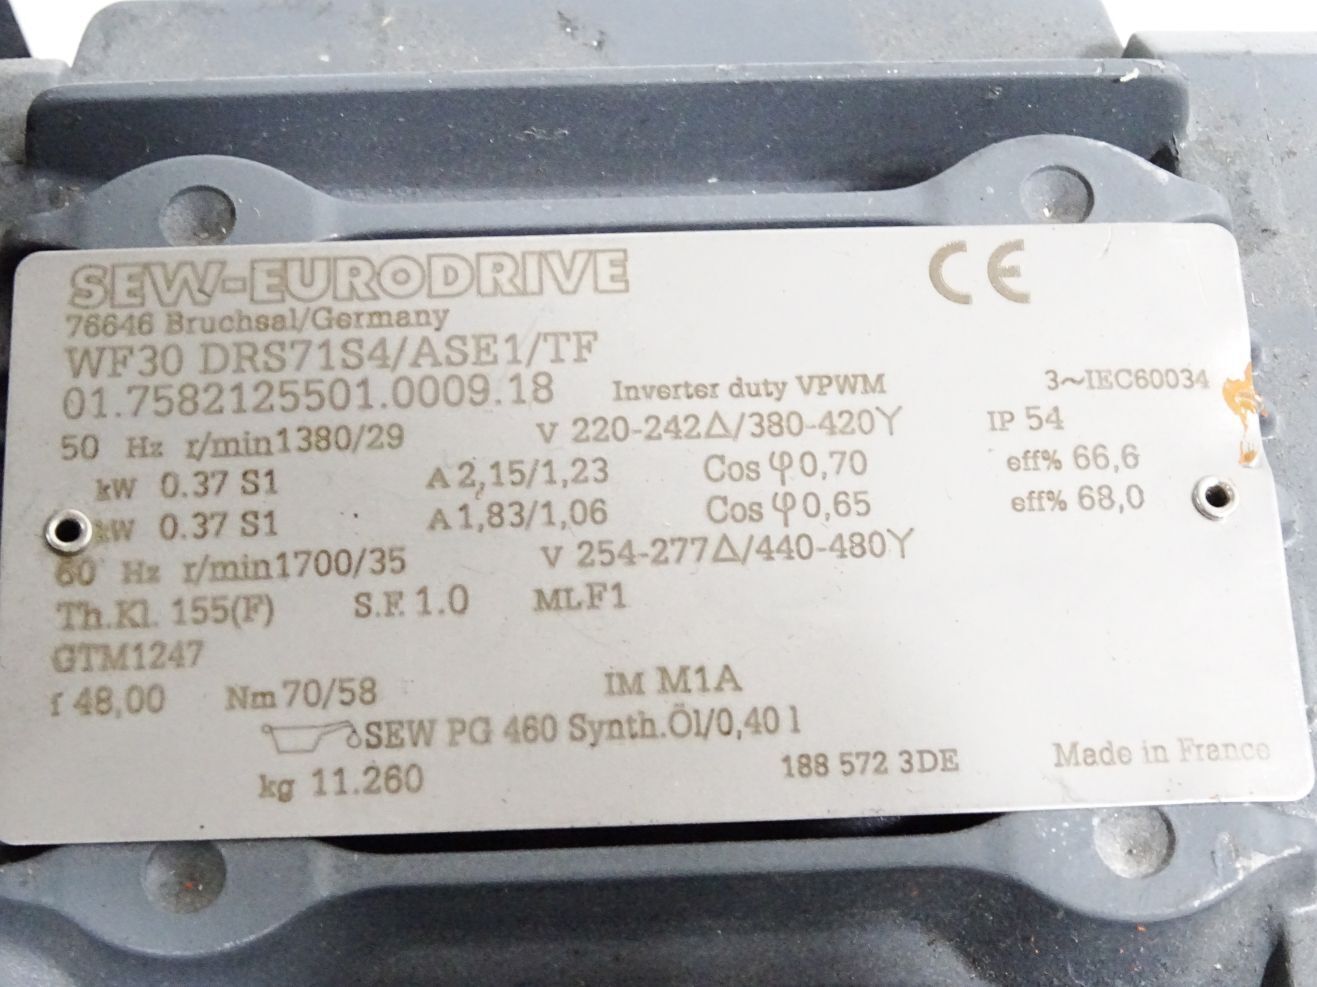 SEW-EURODRIVE CE
76646 Bruchsal/Germany
WF30 DRS71S4/ASE1/TF
01.7582125501.0009.18 Inverter duty VPWM 3~IEC60034
50 Hz r/min1380/29 V 220-242Δ/380-420Y IP 54
kW 0.37 S1 A 2,15/1,23 Cos φ 0,70 eff% 66,6
kW 0.37 S1 A 1,83/1,06 Cos φ 0,65 eff% 68,0
60 Hz r/min1700/35 V 254-277Δ/440-480Y
Th.Kl. 155(F) S.F. 1.0 MLF1
GTM1247
i 48,00 Nm 70/58 IM M1A
SEW PG 460 Synth.Öl/0,40 l
kg 11.260 188 572 3DE Made in France